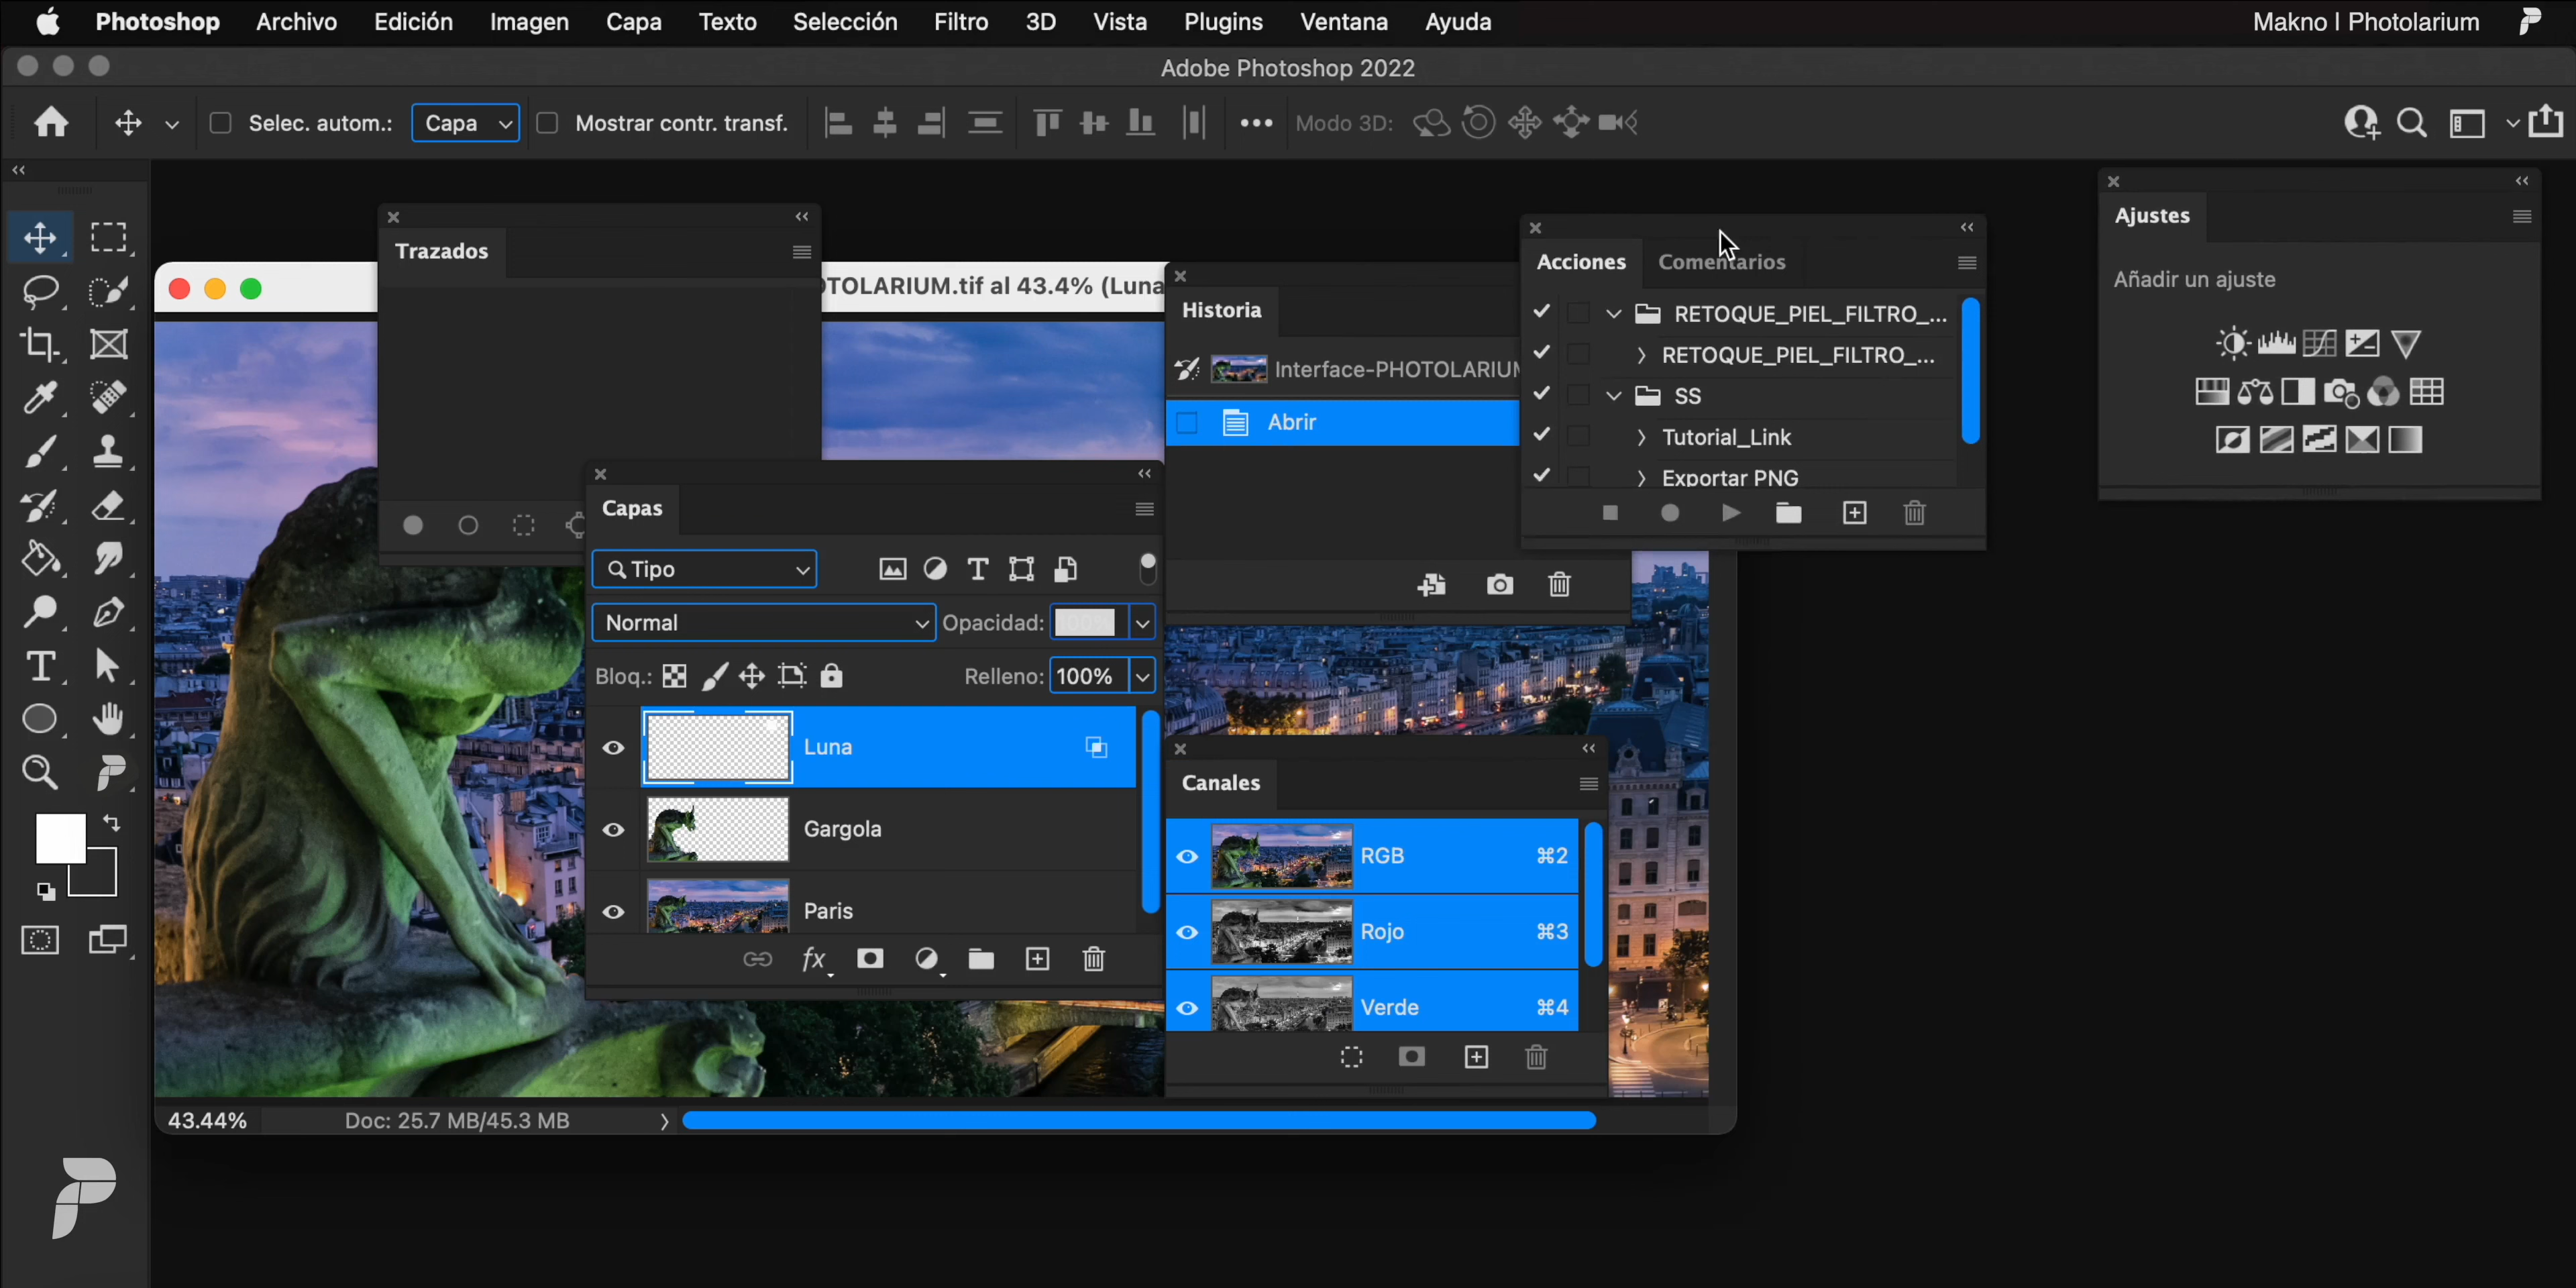 Photoshop Archivo Edición Imagen Capa Texto Selección Filtro 3D Vista Plugins Ventana Ayuda
Makno | Photolarium
Adobe Photoshop 2022
Selec. autom.: Capa Mostrar contr. transf. Modo 3D:
Trazados
TOLARIUM.tif al 43.4% (Luna
Capas
Tipo
Normal Opacidad:
Bloq.: Relleno: 100%
Luna
Gargola
Paris
fx
Historia
Interface-PHOTOLARIUM
Abrir
Acciones Comentarios
RETOQUE_PIEL_FILTRO_...
RETOQUE_PIEL_FILTRO_...
SS
Tutorial_Link
Exportar PNG
Canales
RGB ⌘2
Rojo ⌘3
Verde ⌘4
Ajustes
Añadir un ajuste
43.44% Doc: 25.7 MB/45.3 MB